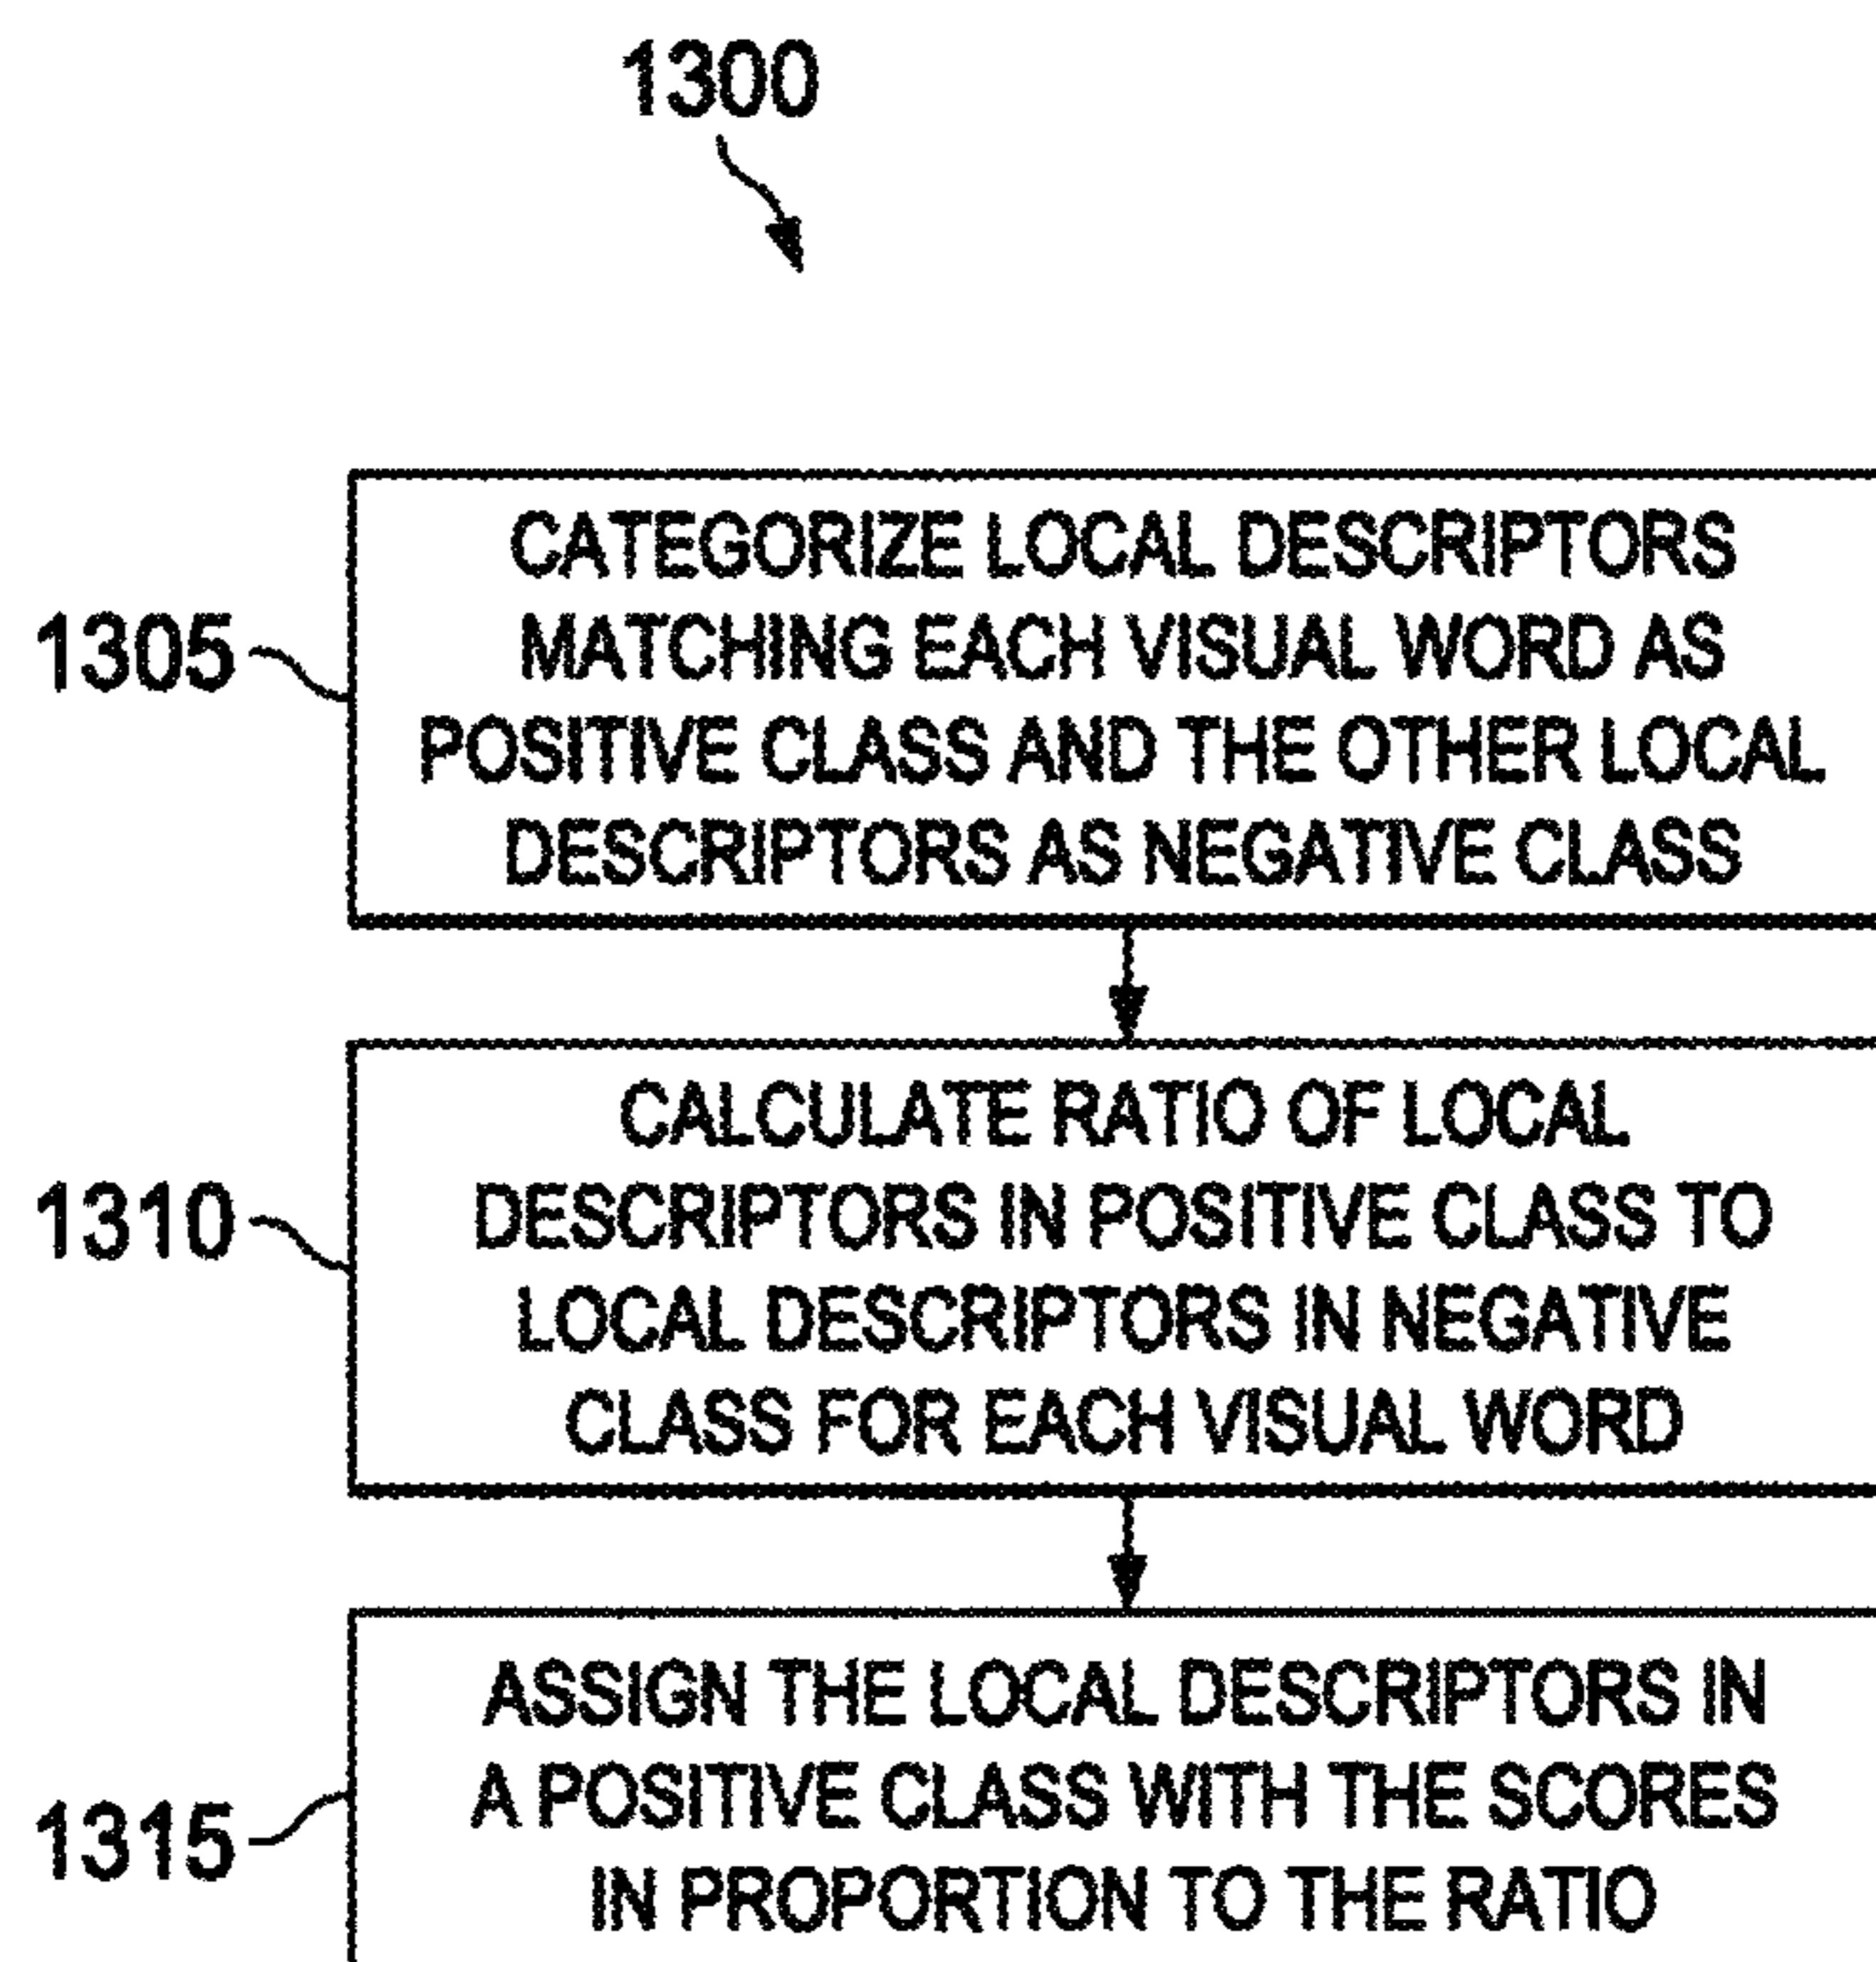 1300
1305
CATEGORIZE LOCAL DESCRIPTORS
MATCHING EACH VISUAL WORD AS
POSITIVE CLASS AND THE OTHER LOCAL
DESCRIPTORS AS NEGATIVE CLASS
1310
CALCULATE RATIO OF LOCAL
DESCRIPTORS IN POSITIVE CLASS TO
LOCAL DESCRIPTORS IN NEGATIVE
CLASS FOR EACH VISUAL WORD
1315
ASSIGN THE LOCAL DESCRIPTORS IN
A POSITIVE CLASS WITH THE SCORES
IN PROPORTION TO THE RATIO